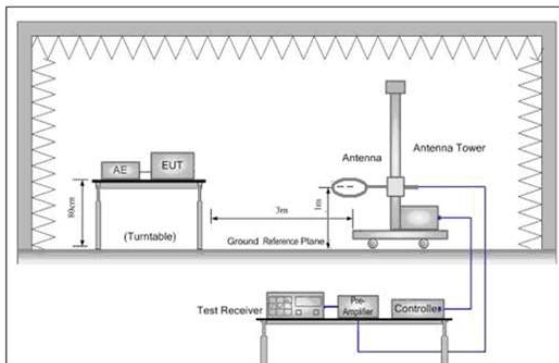 AE
EUT
Antenna
Antenna Tower
80cm
3m
1m
(Turntable)
Ground Reference Plane
Test Receiver
Pre-
Amplifier
Controller